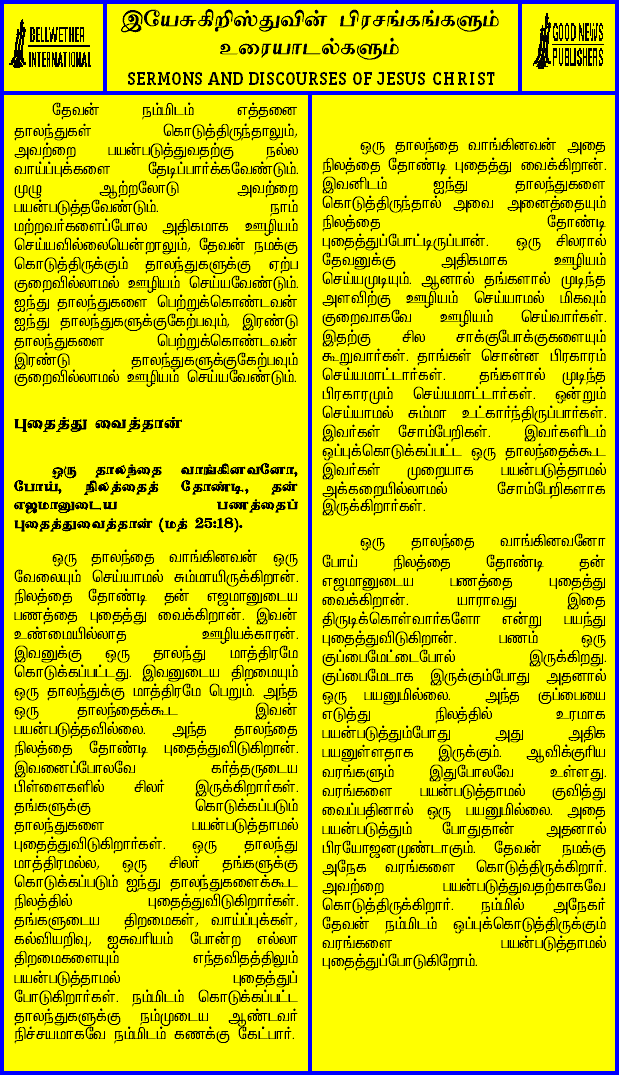 BELLWETHER
INTERNATIONAL
இயேசுகிறிஸ்துவின் பிரசங்கங்களும்
உரையாடல்களும்
SERMONS AND DISCOURSES OF JESUS CHRIST
GOOD NEWS
PUBLISHERS
தேவன் நம்மிடம் எத்தனை
தாலந்துகள் கொடுத்திருந்தாலும்,
அவற்றை பயன்படுத்துவதற்கு நல்ல
வாய்ப்புக்களை தேடிப்பார்க்கவேண்டும்.
முழு ஆற்றலோடு அவற்றை
பயன்படுத்தவேண்டும். நாம்
மற்றவர்களைப்போல அதிகமாக ஊழியம்
செய்யவில்லையென்றாலும், தேவன் நமக்கு
கொடுத்திருக்கும் தாலந்துகளுக்கு ஏற்ப
குறைவில்லாமல் ஊழியம் செய்யவேண்டும்.
ஐந்து தாலந்துகளை பெற்றுக்கொண்டவன்
ஐந்து தாலந்துகளுக்குகேற்பவும், இரண்டு
தாலந்துகளை பெற்றுக்கொண்டவன்
இரண்டு தாலந்துகளுக்குகேற்பவும்
குறைவில்லாமல் ஊழியம் செய்யவேண்டும்.
புதைத்து வைத்தான்
ஒரு தாலந்தை வாங்கினவனோ,
போய், நிலத்தைத் தோண்டி, தன்
எஜமானுடைய பணத்தைப்
புதைத்துவைத்தான் (மத் 25:18).
ஒரு தாலந்தை வாங்கினவன் ஒரு
வேலையும் செய்யாமல் சும்மாயிருக்கிறான்.
நிலத்தை தோண்டி தன் எஜமானுடைய
பணத்தை புதைத்து வைக்கிறான். இவன்
உண்மையில்லாத ஊழியக்காரன்.
இவனுக்கு ஒரு தாலந்து மாத்திரமே
கொடுக்கப்பட்டது. இவனுடைய திறமையும்
ஒரு தாலந்துக்கு மாத்திரமே பெறும். அந்த
ஒரு தாலந்தைக்கூட இவன்
பயன்படுத்தவில்லை. அந்த தாலந்தை
நிலத்தை தோண்டி புதைத்துவிடுகிறான்.
இவனைப்போலவே கர்த்தருடைய
பிள்ளைகளில் சிலர் இருக்கிறார்கள்.
தங்களுக்கு கொடுக்கப்படும்
தாலந்துகளை பயன்படுத்தாமல்
புதைத்துவிடுகிறார்கள். ஒரு தாலந்து
மாத்திரமல்ல, ஒரு சிலர் தங்களுக்கு
கொடுக்கப்படும் ஐந்து தாலந்துகளைக்கூட
நிலத்தில் புதைத்துவிடுகிறார்கள்.
தங்களுடைய திறமைகள், வாய்ப்புக்கள்,
கல்வியறிவு, ஐசுவரியம் போன்ற எல்லா
திறமைகளையும் எந்தவிதத்திலும்
பயன்படுத்தாமல் புதைத்துப்
போடுகிறார்கள். நம்மிடம் கொடுக்கப்பட்ட
தாலந்துகளுக்கு நம்முடைய ஆண்டவர்
நிச்சயமாகவே நம்மிடம் கணக்கு கேட்பார்.
ஒரு தாலந்தை வாங்கினவன் அதை
நிலத்தை தோண்டி புதைத்து வைக்கிறான்.
இவனிடம் ஐந்து தாலந்துகளை
கொடுத்திருந்தால் அவை அனைத்தையும்
நிலத்தை தோண்டி
புதைத்துப்போட்டிருப்பான். ஒரு சிலரால்
தேவனுக்கு அதிகமாக ஊழியம்
செய்யமுடியும். ஆனால் தங்களால் முடிந்த
அளவிற்கு ஊழியம் செய்யாமல் மிகவும்
குறைவாகவே ஊழியம் செய்வார்கள்.
இதற்கு சில சாக்குபோக்குகளையும்
கூறுவார்கள். தாங்கள் சொன்ன பிரகாரம்
செய்யமாட்டார்கள். தங்களால் முடிந்த
பிரகாரமும் செய்யமாட்டார்கள். ஒன்றும்
செய்யாமல் சும்மா உட்கார்ந்திருப்பார்கள்.
இவர்கள் சோம்பேறிகள். இவர்களிடம்
ஒப்புக்கொடுக்கப்பட்ட ஒரு தாலந்தைக்கூட
இவர்கள் முறையாக பயன்படுத்தாமல்
அக்கறையில்லாமல் சோம்பேறிகளாக
இருக்கிறார்கள்.
ஒரு தாலந்தை வாங்கினவனோ
போய் நிலத்தை தோண்டி தன்
எஜமானுடைய பணத்தை புதைத்து
வைக்கிறான். யாராவது இதை
திருடிக்கொள்வார்களோ என்று பயந்து
புதைத்துவிடுகிறான். பணம் ஒரு
குப்பைமேட்டைபோல் இருக்கிறது.
குப்பைமேடாக இருக்கும்போது அதனால்
ஒரு பயனுமில்லை. அந்த குப்பையை
எடுத்து நிலத்தில் உரமாக
பயன்படுத்தும்போது அது அதிக
பயனுள்ளதாக இருக்கும். ஆவிக்குரிய
வரங்களும் இதுபோலவே உள்ளது.
வரங்களை பயன்படுத்தாமல் குவித்து
வைப்பதினால் ஒரு பயனுமில்லை. அதை
பயன்படுத்தும் போதுதான் அதனால்
பிரயோஜனமுண்டாகும். தேவன் நமக்கு
அநேக வரங்களை கொடுத்திருக்கிறார்.
அவற்றை பயன்படுத்துவதற்காகவே
கொடுத்திருக்கிறார். நம்மில் அநேகர்
தேவன் நம்மிடம் ஒப்புக்கொடுத்திருக்கும்
வரங்களை பயன்படுத்தாமல்
புதைத்துப்போடுகிறோம்.